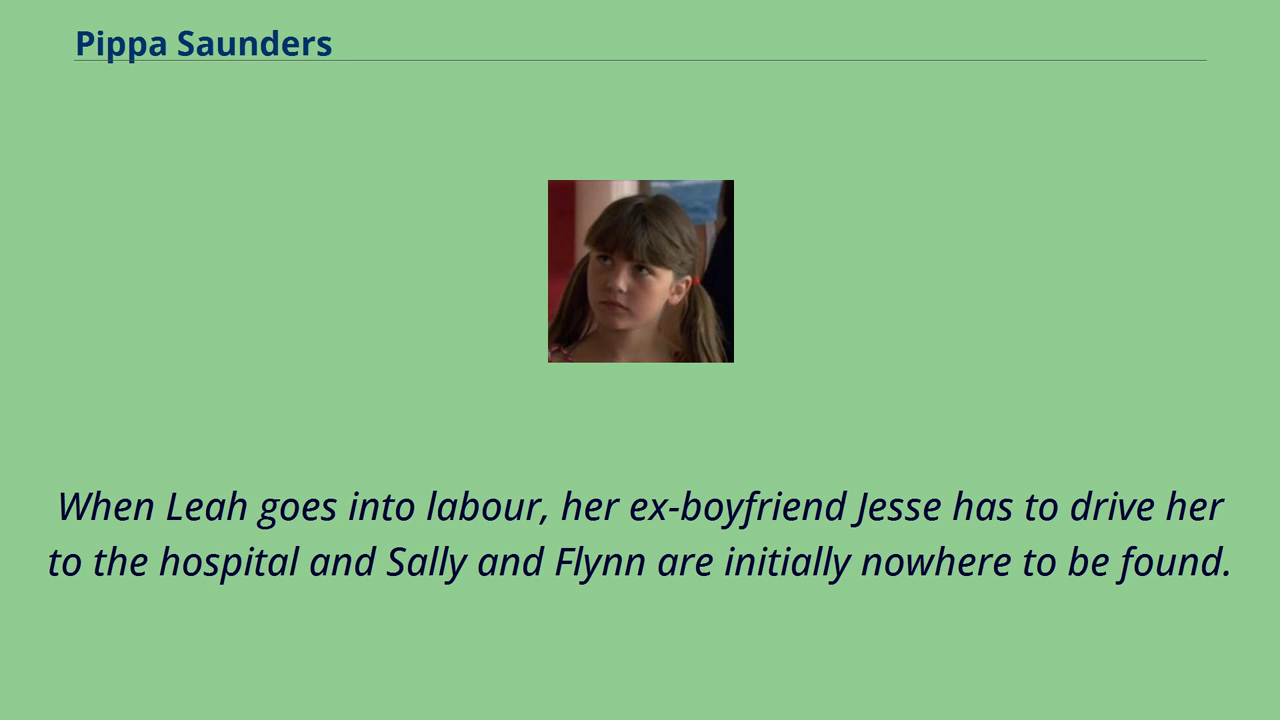 Pippa Saunders
When Leah goes into labour, her ex-boyfriend Jesse has to drive her
to the hospital and Sally and Flynn are initially nowhere to be found.